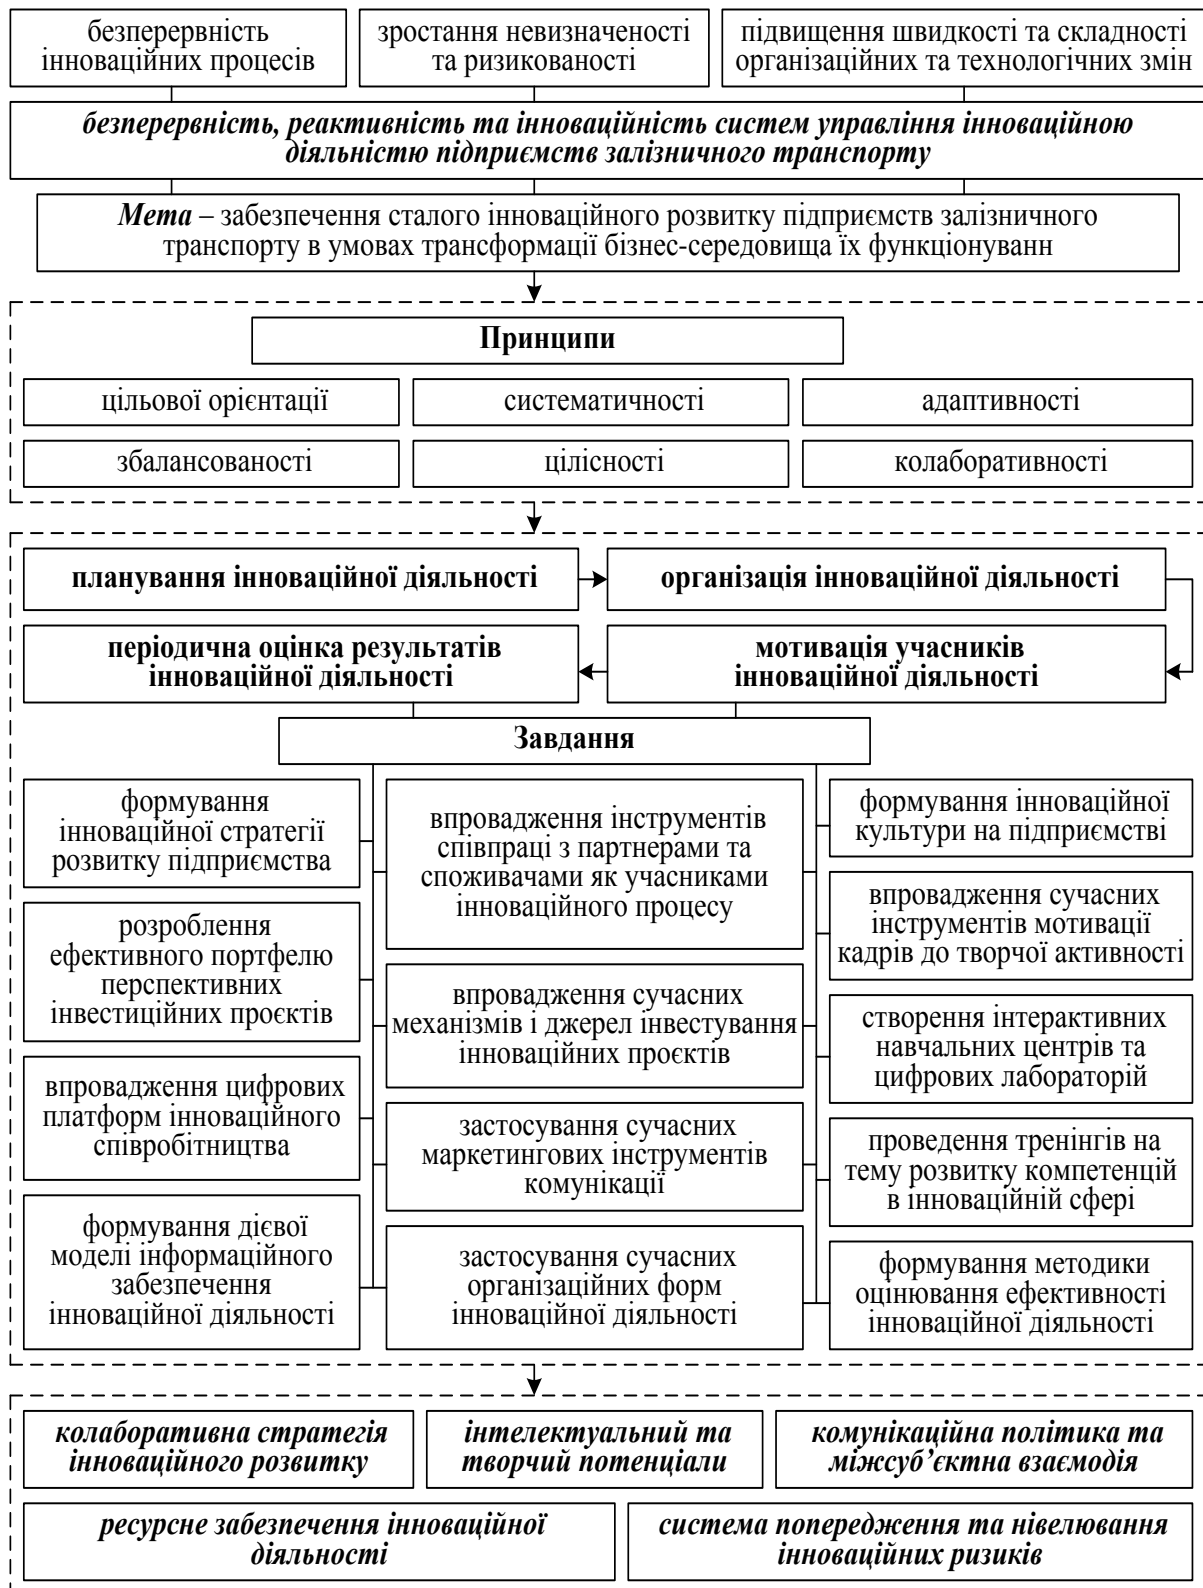 безперервність
інноваційних процесів
зростання невизначеності
та ризикованості
підвищення швидкості та складності
організаційних та технологічних змін
безперервність, реактивність та інноваційність систем управління інноваційною
діяльністю підприємств залізничного транспорту
Мета – забезпечення сталого інноваційного розвитку підприємств залізничного
транспорту в умовах трансформації бізнес-середовища їх функціонуванн
Принципи
цільової орієнтації
систематичності
адаптивності
збалансованості
цілісності
колаборативності
планування інноваційної діяльності
організація інноваційної діяльності
періодична оцінка результатів
інноваційної діяльності
мотивація учасників
інноваційної діяльності
Завдання
формування
інноваційної стратегії
розвитку підприємства
розроблення
ефективного портфелю
перспективних
інвестиційних проєктів
впровадження цифрових
платформ інноваційного
співробітництва
формування дієвої
моделі інформаційного
забезпечення
інноваційної діяльності
впровадження інструментів
співпраці з партнерами та
споживачами як учасниками
інноваційного процесу
впровадження сучасних
механізмів і джерел інвестування
інноваційних проєктів
застосування сучасних
маркетингових інструментів
комунікації
застосування сучасних
організаційних форм
інноваційної діяльності
формування інноваційної
культури на підприємстві
впровадження сучасних
інструментів мотивації
кадрів до творчої активності
створення інтерактивних
навчальних центрів та
цифрових лабораторій
проведення тренінгів на
тему розвитку компетенцій
в інноваційній сфері
формування методики
оцінювання ефективності
інноваційної діяльності
колаборативна стратегія
інноваційного розвитку
інтелектуальний та
творчий потенціали
комунікаційна політика та
міжсуб’єктна взаємодія
ресурсне забезпечення інноваційної
діяльності
система попередження та нівелювання
інноваційних ризиків